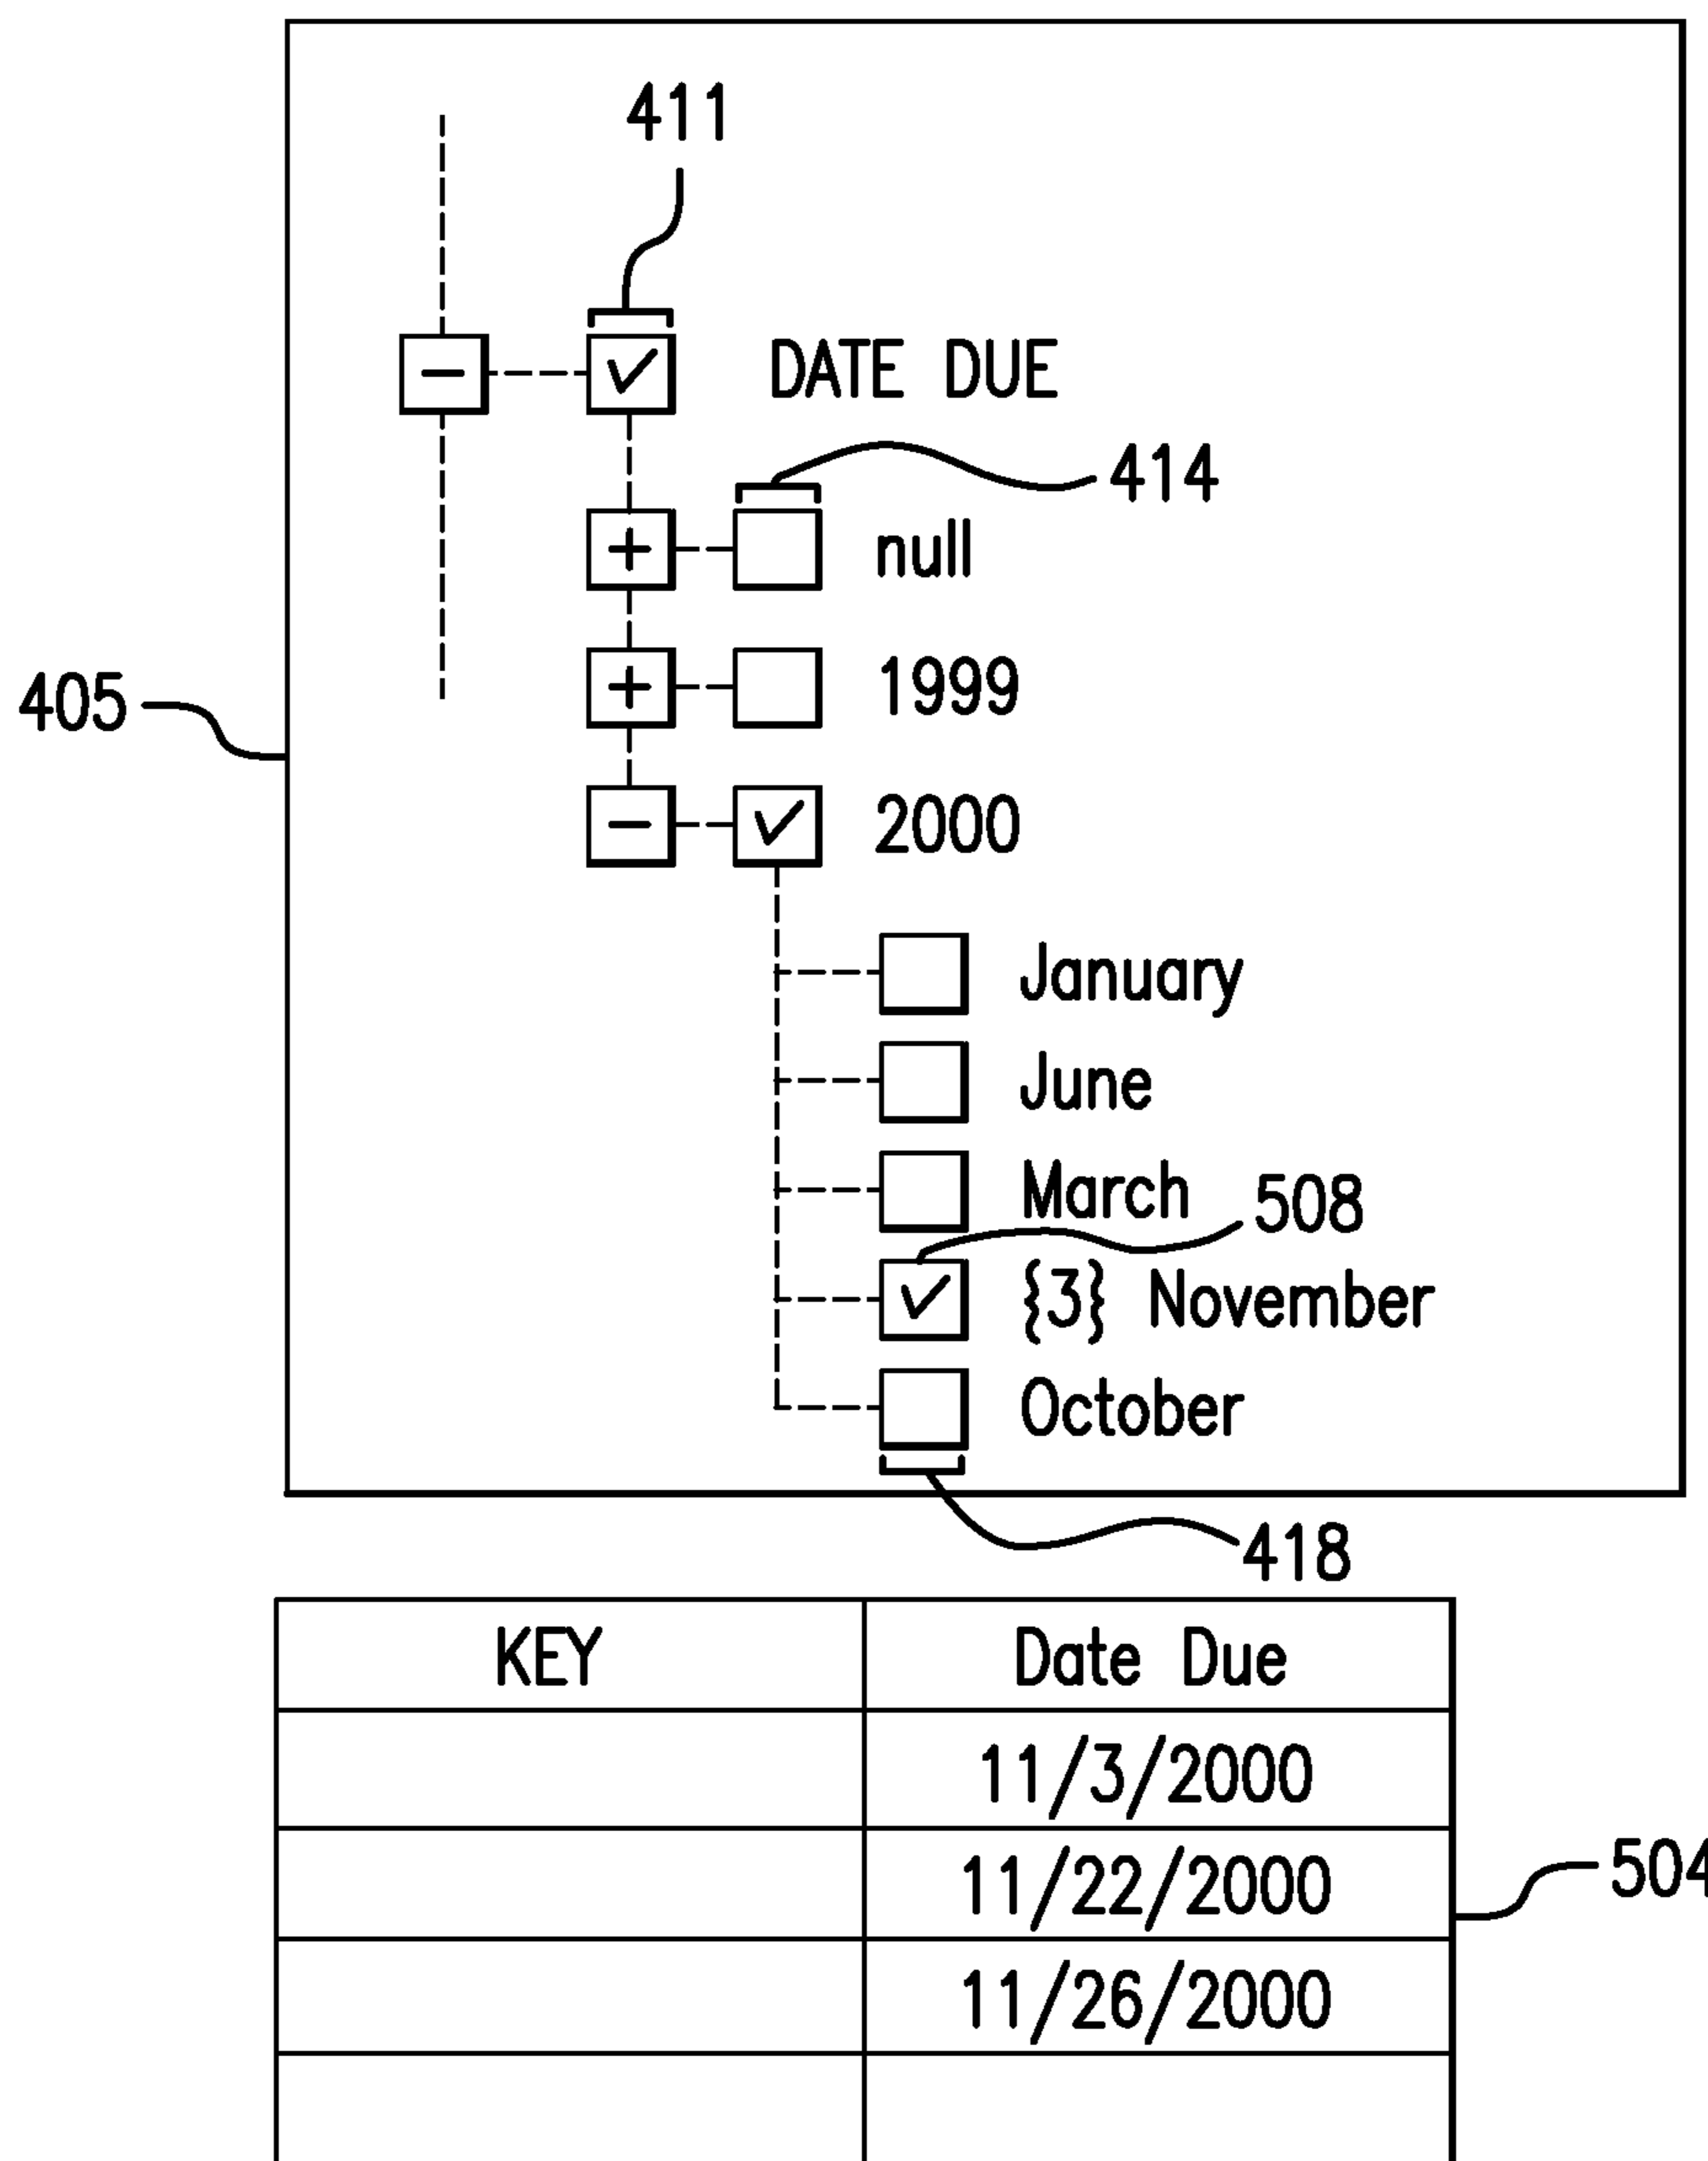 411
DATE DUE
414
null
1999
405
2000
January
June
March
508
{3} November
October
418
KEY Date Due
11/3/2000
11/22/2000
504
11/26/2000